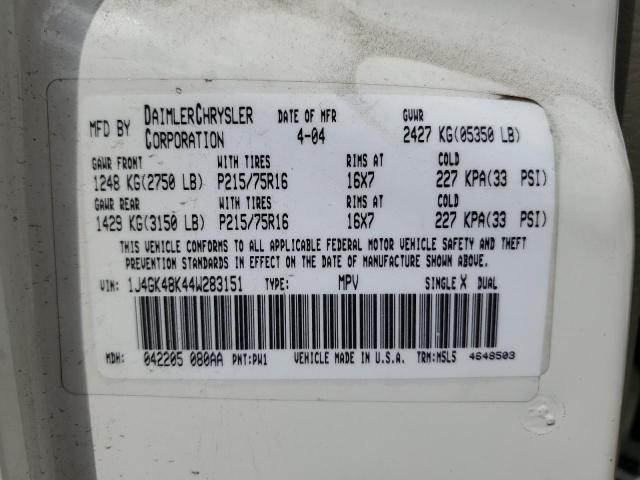 MFD BY DAIMLERCHRYSLER CORPORATION DATE OF MFR 4-04 GVWR 2427 KG(05350 LB)
GAWR FRONT WITH TIRES RIMS AT COLD
1248 KG(2750 LB) P215/75R16 16X7 227 KPA(33 PSI)
GAWR REAR WITH TIRES RIMS AT COLD
1429 KG(3150 LB) P215/75R16 16X7 227 KPA(33 PSI)
THIS VEHICLE CONFORMS TO ALL APPLICABLE FEDERAL MOTOR VEHICLE SAFETY AND THEFT
PREVENTION STANDARDS IN EFFECT ON THE DATE OF MANUFACTURE SHOWN ABOVE.
VIN: 1J4GK48K44W283151 TYPE: MPV SINGLE X DUAL
MDH: 042205 080AA PNT:PW1 VEHICLE MADE IN U.S.A. TRM:MSL5 4648503